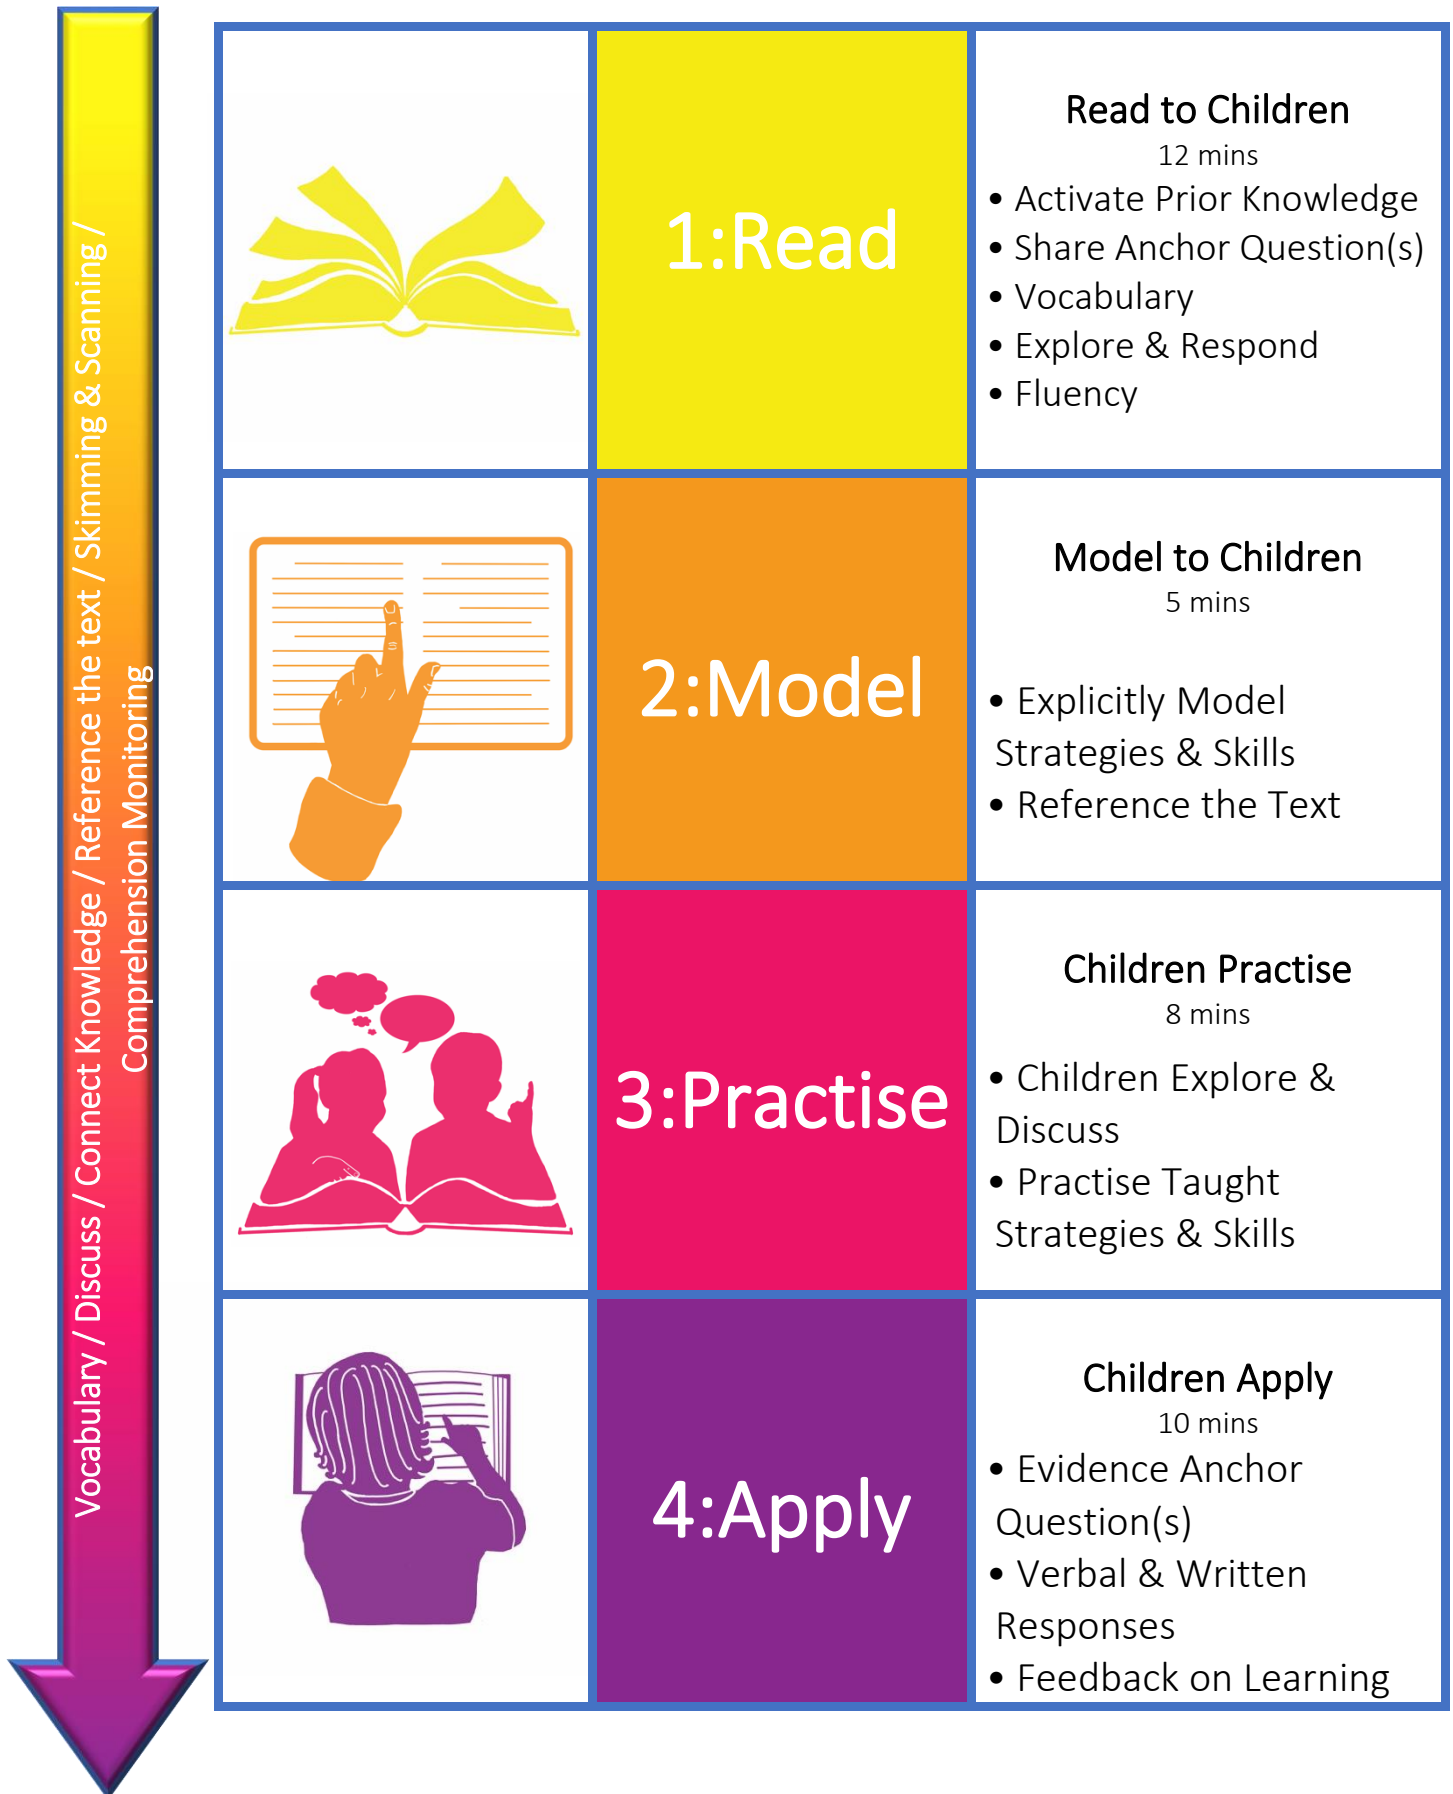 Vocabulary / Discuss / Connect Knowledge / Reference the text / Skimming & Scanning /
Comprehension Monitoring
1:Read
Read to Children
12 mins
• Activate Prior Knowledge
• Share Anchor Question(s)
• Vocabulary
• Explore & Respond
• Fluency
2:Model
Model to Children
5 mins
• Explicitly Model
Strategies & Skills
• Reference the Text
3:Practise
Children Practise
8 mins
• Children Explore &
Discuss
• Practise Taught
Strategies & Skills
4:Apply
Children Apply
10 mins
• Evidence Anchor
Question(s)
• Verbal & Written
Responses
• Feedback on Learning